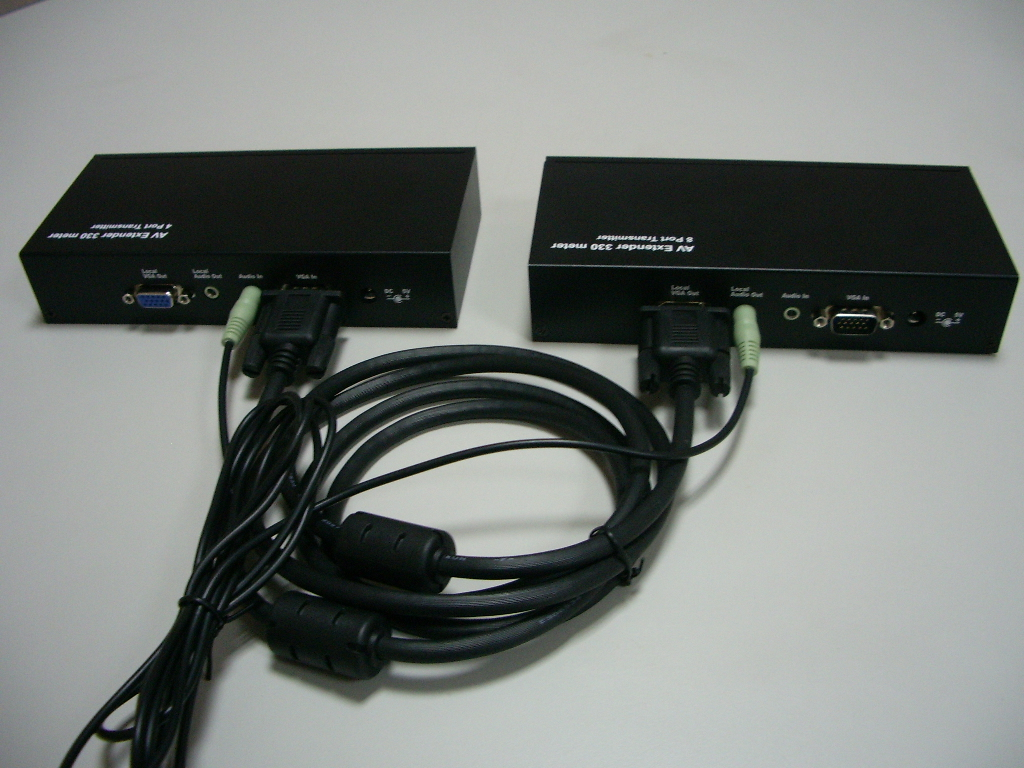 AV Extender 330 meter
4 Port Transmitter
Local
VGA Out
Local
Audio Out
Audio In
VGA In
DC 5V
AV Extender 330 meter
8 Port Transmitter
Local
VGA Out
Local
Audio Out
Audio In
VGA In
DC 5V